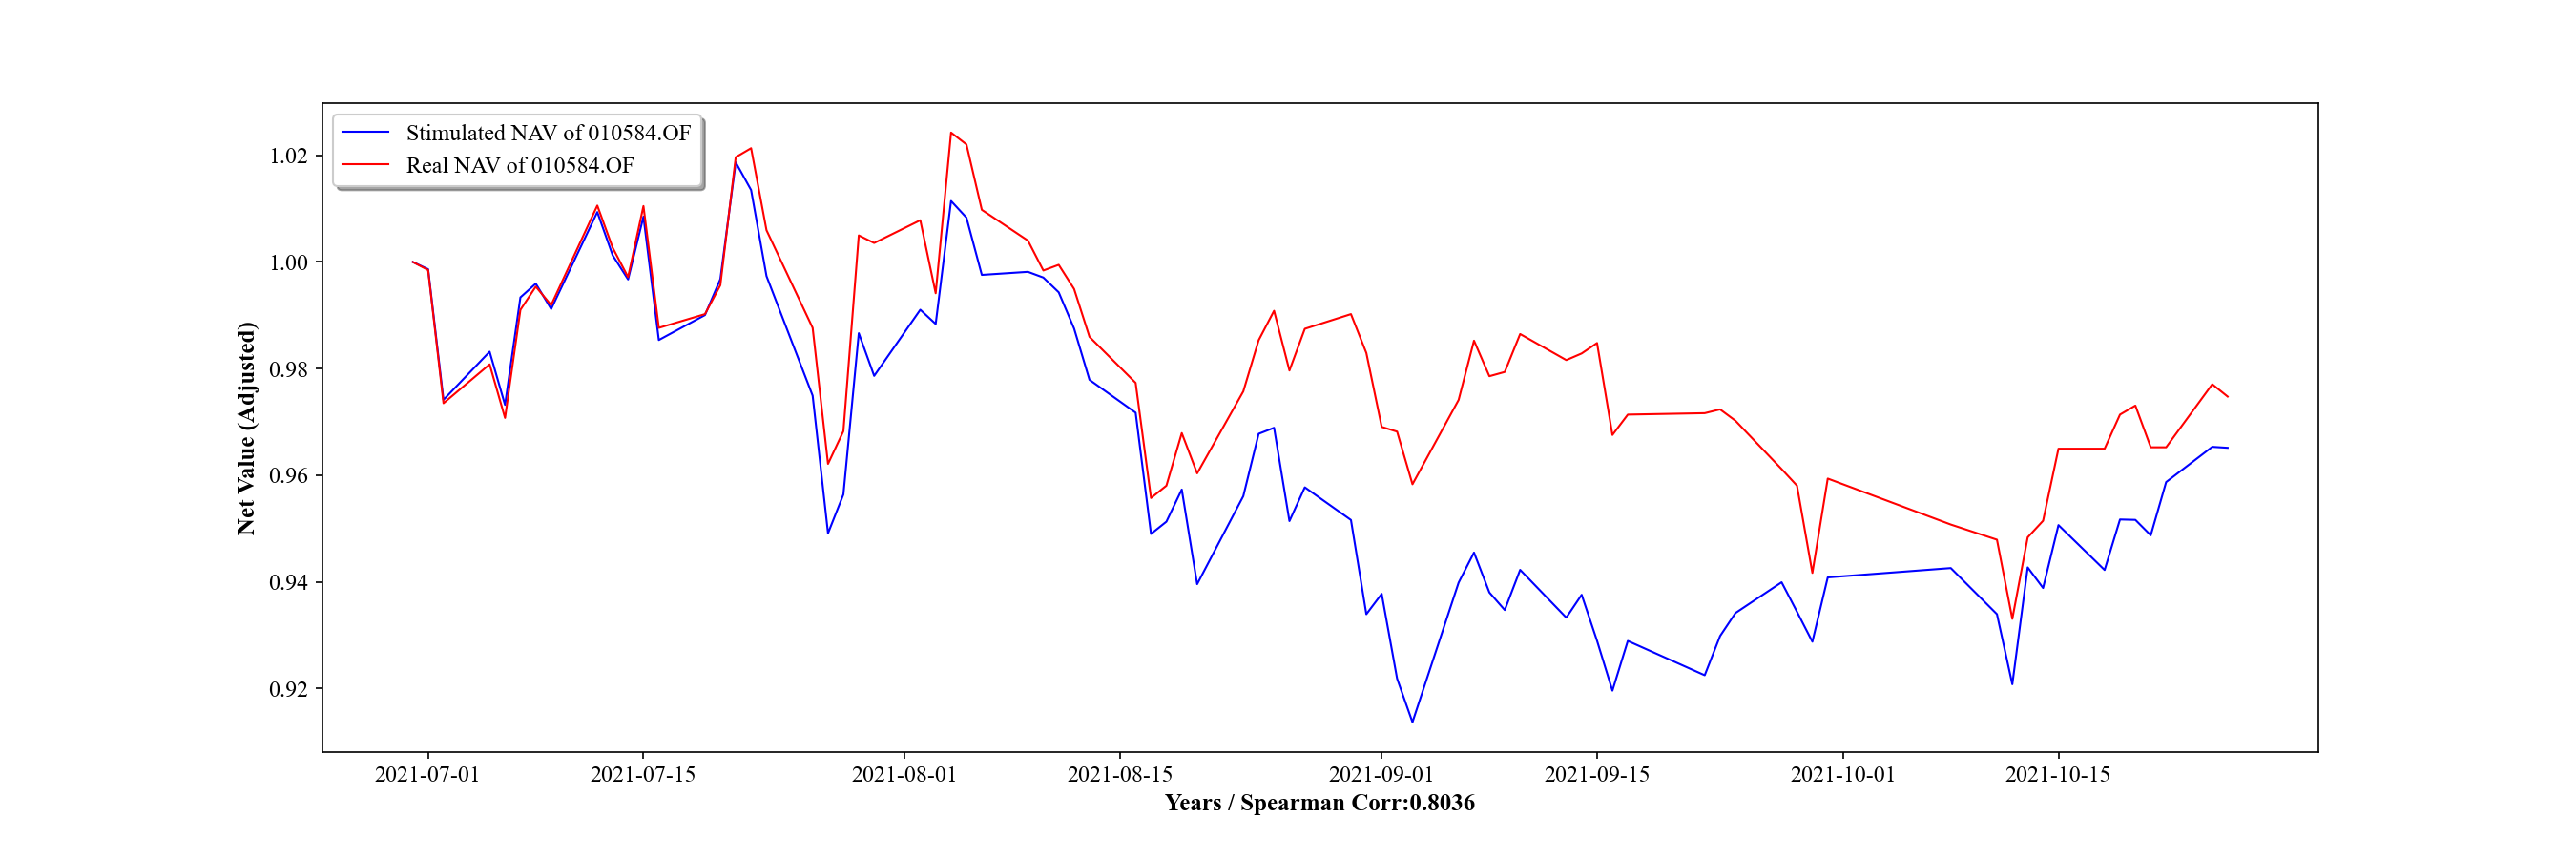 Stimulated NAV of 010584.OF
Real NAV of 010584.OF
1.02
1.00
0.98
0.96
0.94
0.92
Net Value (Adjusted)
2021-07-01 2021-07-15 2021-08-01 2021-08-15 2021-09-01 2021-09-15 2021-10-01 2021-10-15
Years / Spearman Corr:0.8036